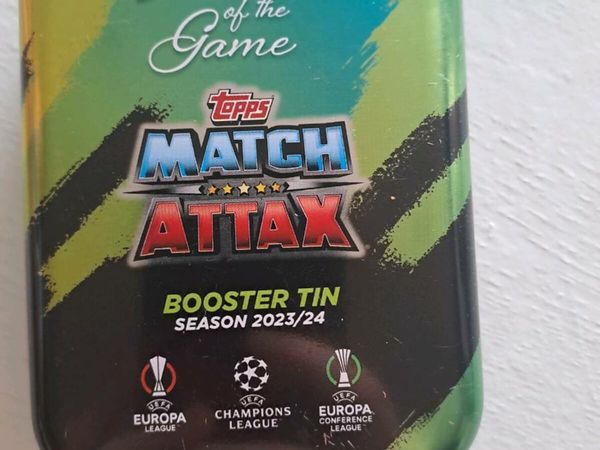 of the
Game
topps
MATCH
ATTAX
BOOSTER TIN
SEASON 2023/24
UEFA
EUROPA
LEAGUE
UEFA
CHAMPIONS
LEAGUE
UEFA
EUROPA
CONFERENCE
LEAGUE